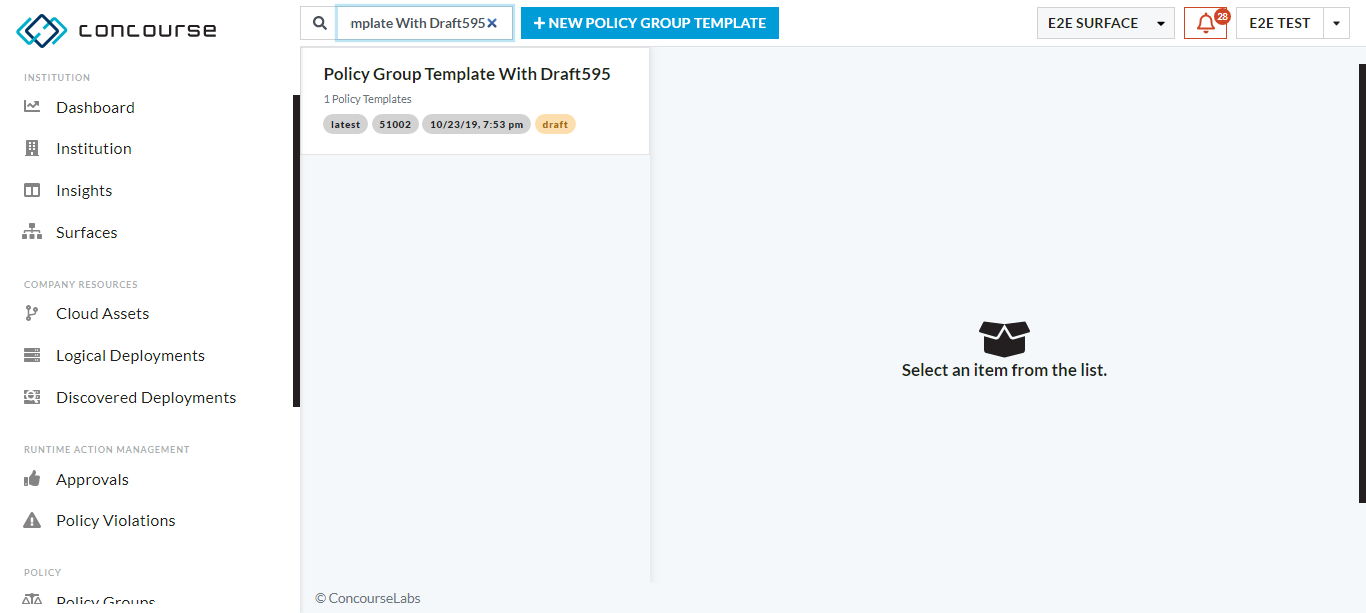 concourse
mplate With Draft595
NEW POLICY GROUP TEMPLATE
E2E SURFACE
28
E2E TEST
INSTITUTION
Dashboard
Institution
Insights
Surfaces
COMPANY RESOURCES
Cloud Assets
Logical Deployments
Discovered Deployments
RUNTIME ACTION MANAGEMENT
Approvals
Policy Violations
POLICY
Policy Groups
Policy Group Template With Draft595
1 Policy Templates
latest 51002 10/23/19, 7:53 pm draft
Select an item from the list.
© ConcourseLabs